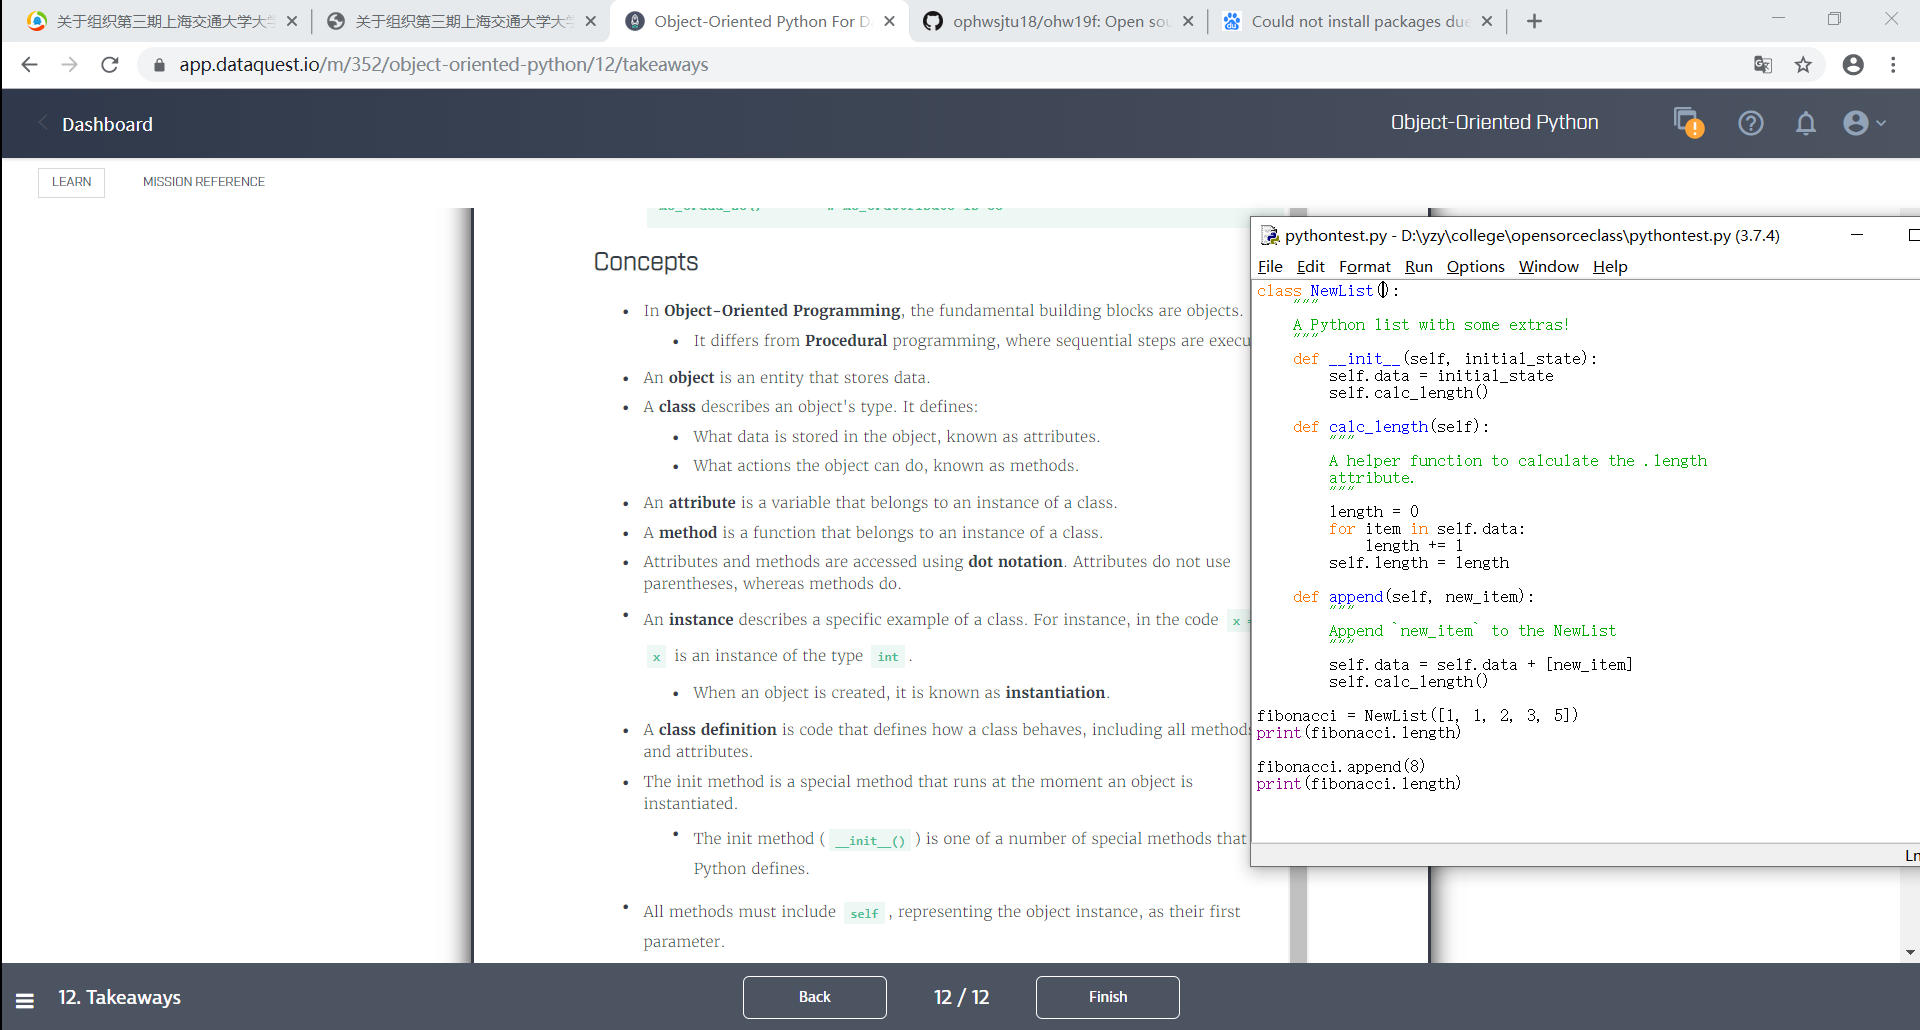 关于组织第三期上海交通大学大学
关于组织第三期上海交通大学大学
Object-Oriented Python For D
ophwsjtu18/ohw19f: Open sou
Could not install packages due
app.dataquest.io/m/352/object-oriented-python/12/takeaways
Dashboard
Object-Oriented Python
LEARN
MISSION REFERENCE
Concepts
In Object-Oriented Programming, the fundamental building blocks are objects.
It differs from Procedural programming, where sequential steps are execu
An object is an entity that stores data.
A class describes an object's type. It defines:
What data is stored in the object, known as attributes.
What actions the object can do, known as methods.
An attribute is a variable that belongs to an instance of a class.
A method is a function that belongs to an instance of a class.
Attributes and methods are accessed using dot notation. Attributes do not use
parentheses, whereas methods do.
An instance describes a specific example of a class. For instance, in the code x =
x is an instance of the type int .
When an object is created, it is known as instantiation.
A class definition is code that defines how a class behaves, including all methods
and attributes.
The init method is a special method that runs at the moment an object is
instantiated.
The init method ( __init__() ) is one of a number of special methods that
Python defines.
All methods must include self , representing the object instance, as their first
parameter.
pythontest.py - D:\yzy\college\opensorceclass\pythontest.py (3.7.4)
File Edit Format Run Options Window Help
class NewList():
"""
A Python list with some extras!
"""
def __init__(self, initial_state):
self.data = initial_state
self.calc_length()
def calc_length(self):
"""
A helper function to calculate the .length
attribute.
"""
length = 0
for item in self.data:
length += 1
self.length = length
def append(self, new_item):
"""
Append `new_item` to the NewList
"""
self.data = self.data + [new_item]
self.calc_length()
fibonacci = NewList([1, 1, 2, 3, 5])
print(fibonacci.length)
fibonacci.append(8)
print(fibonacci.length)
Ln
12. Takeaways
Back
12 / 12
Finish